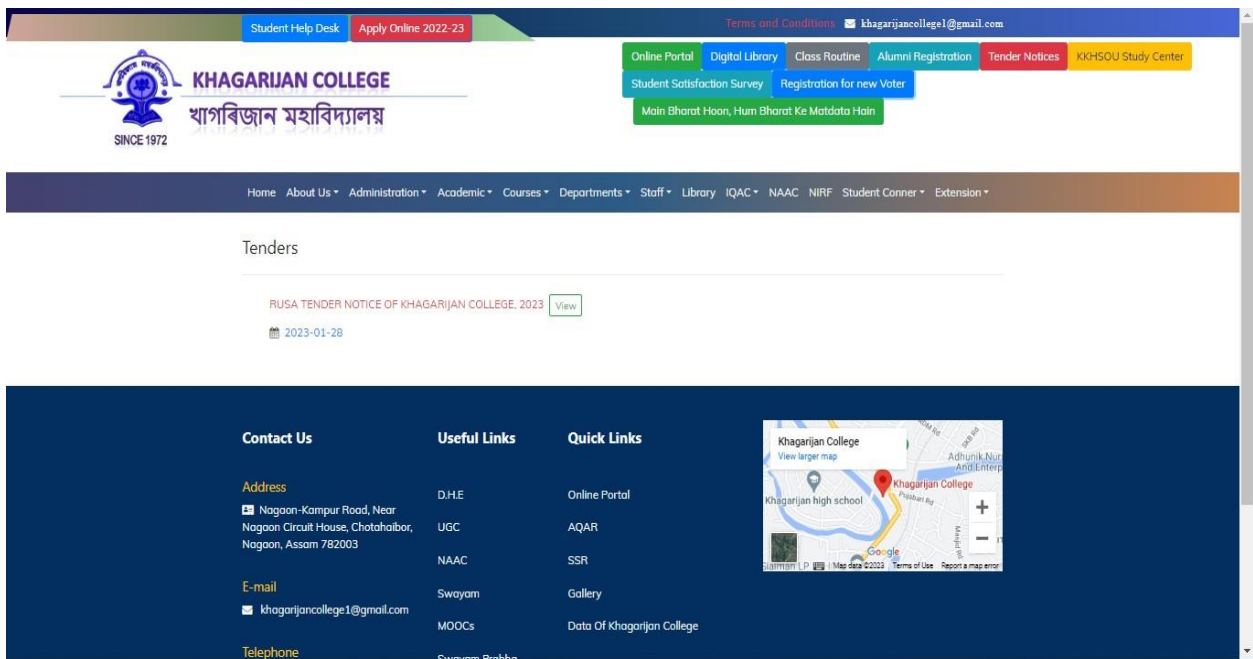 Student Help Desk Apply Online 2022-23
Terms and Conditions khagarijancollege1@gmail.com
Online Portal Digital Library Class Routine Alumni Registration Tender Notices KKHSOU Study Center
Student Satisfaction Survey Registration for new Voter
Main Bharat Hoon, Hum Bharat Ke Matdata Hain
KHAGARIJAN COLLEGE
খাগৰিজান মহাবিদ্যালয়
SINCE 1972
Home About Us Administration Academic Courses Departments Staff Library IQAC NAAC NIRF Student Conner Extension
Tenders
RUSA TENDER NOTICE OF KHAGARIJAN COLLEGE, 2023 View
2023-01-28
Contact Us
Address
Nagaon-Kampur Road, Near
Nagaon Circuit House, Chotahaibor,
Nagaon, Assam 782003
E-mail
khagarijancollege1@gmail.com
Telephone
Useful Links
D.H.E
UGC
NAAC
Swayam
MOOCs
Swayam Prabha
Quick Links
Online Portal
AQAR
SSR
Gallery
Data Of Khagarijan College
Khagarijan College
View larger map
Adhunik
And Enterp
Khagarijan College
Khagarijan high school
Google
Map data ©2023 Terms of Use Report a map error